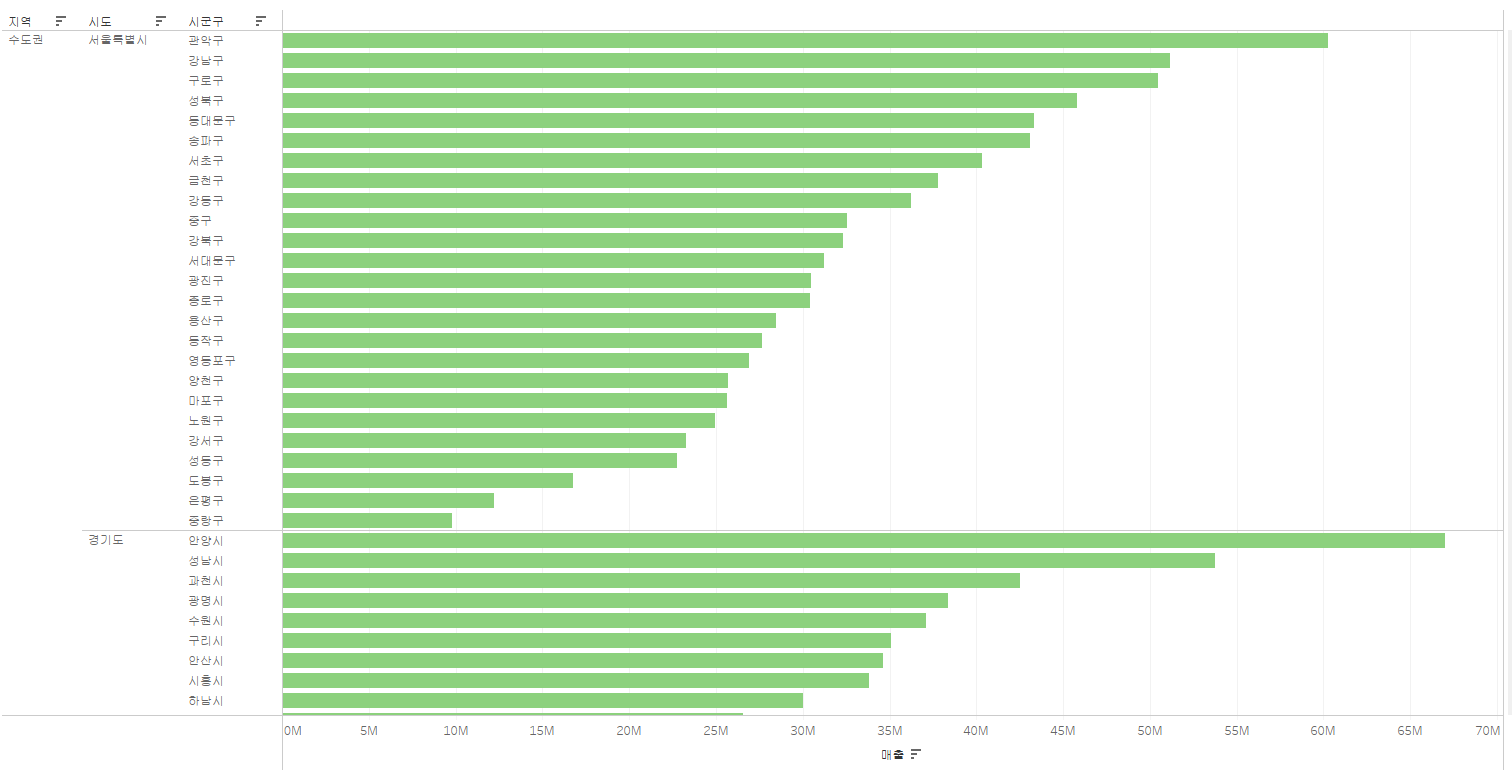 지역 시도 시군구
수도권 서울특별시 관악구
강남구
구로구
성북구
동대문구
송파구
서초구
금천구
강동구
중구
강북구
서대문구
광진구
종로구
용산구
동작구
영등포구
양천구
마포구
노원구
강서구
성동구
도봉구
은평구
중랑구
경기도 안양시
성남시
과천시
광명시
수원시
구리시
안산시
시흥시
하남시
0M 5M 10M 15M 20M 25M 30M 35M 40M 45M 50M 55M 60M 65M 70M
매출